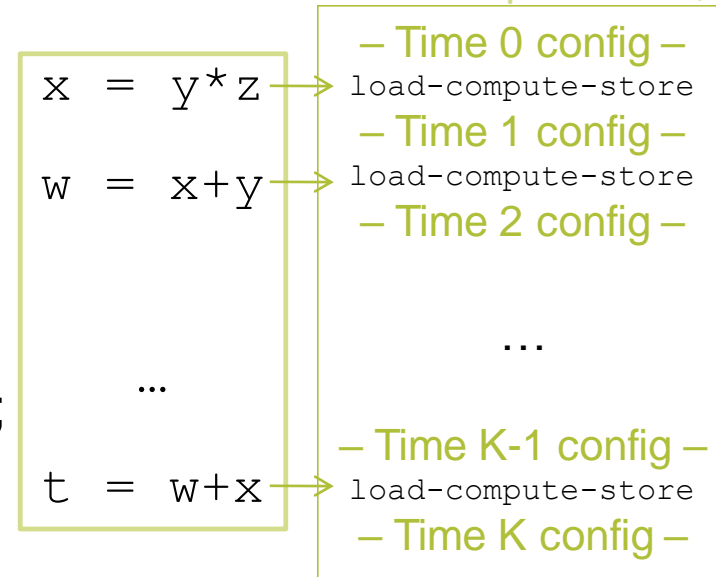 – Time 0 config –
x = y*z → load-compute-store
– Time 1 config –
w = x+y → load-compute-store
– Time 2 config –
… ...
– Time K-1 config –
t = w+x → load-compute-store
– Time K config –